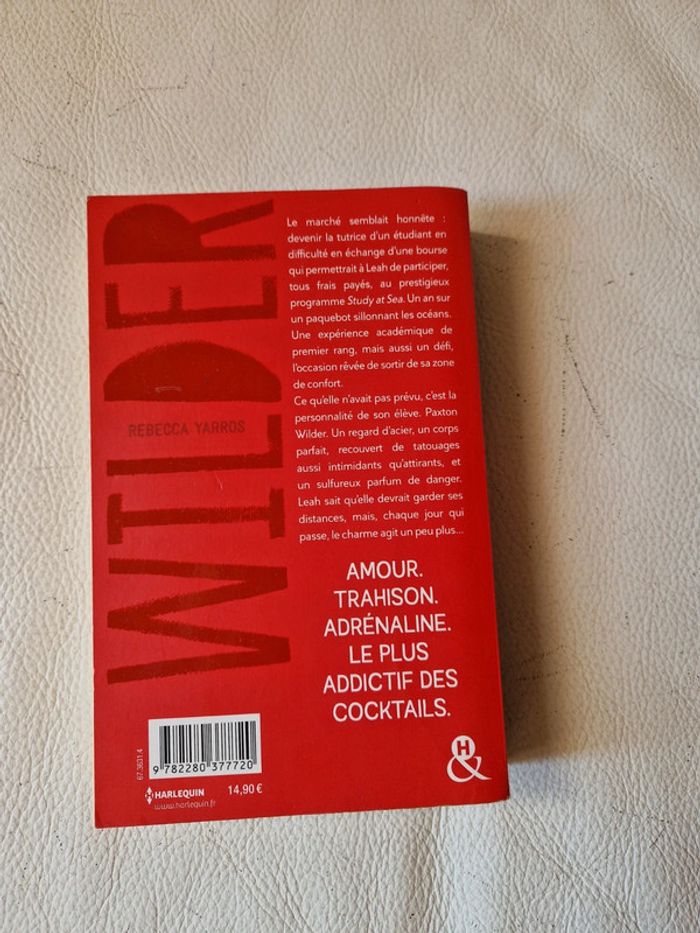 WILDER
REBECCA YARROS
Le marché semblait honnête :
devenir la tutrice d'un étudiant en
difficulté en échange d'une bourse
qui permettrait à Leah de participer,
tous frais payés, au prestigieux
programme Study at Sea. Un an sur
un paquebot sillonnant les océans.
Une expérience académique de
premier rang, mais aussi un défi,
l'occasion rêvée de sortir de sa zone
de confort.
Ce qu'elle n'avait pas prévu, c'est la
personnalité de son élève. Paxton
Wilder. Un regard d'acier, un corps
parfait, recouvert de tatouages
aussi intimidants qu'attirants, et
un sulfureux parfum de danger.
Leah sait qu'elle devrait garder ses
distances, mais, chaque jour qui
passe, le charme agit un peu plus...
AMOUR.
TRAHISON.
ADRÉNALINE.
LE PLUS
ADDICTIF DES
COCKTAILS.
67.3631.4
9 782280 377720
HARLEQUIN
www.harlequin.fr
14,90 €
H
&